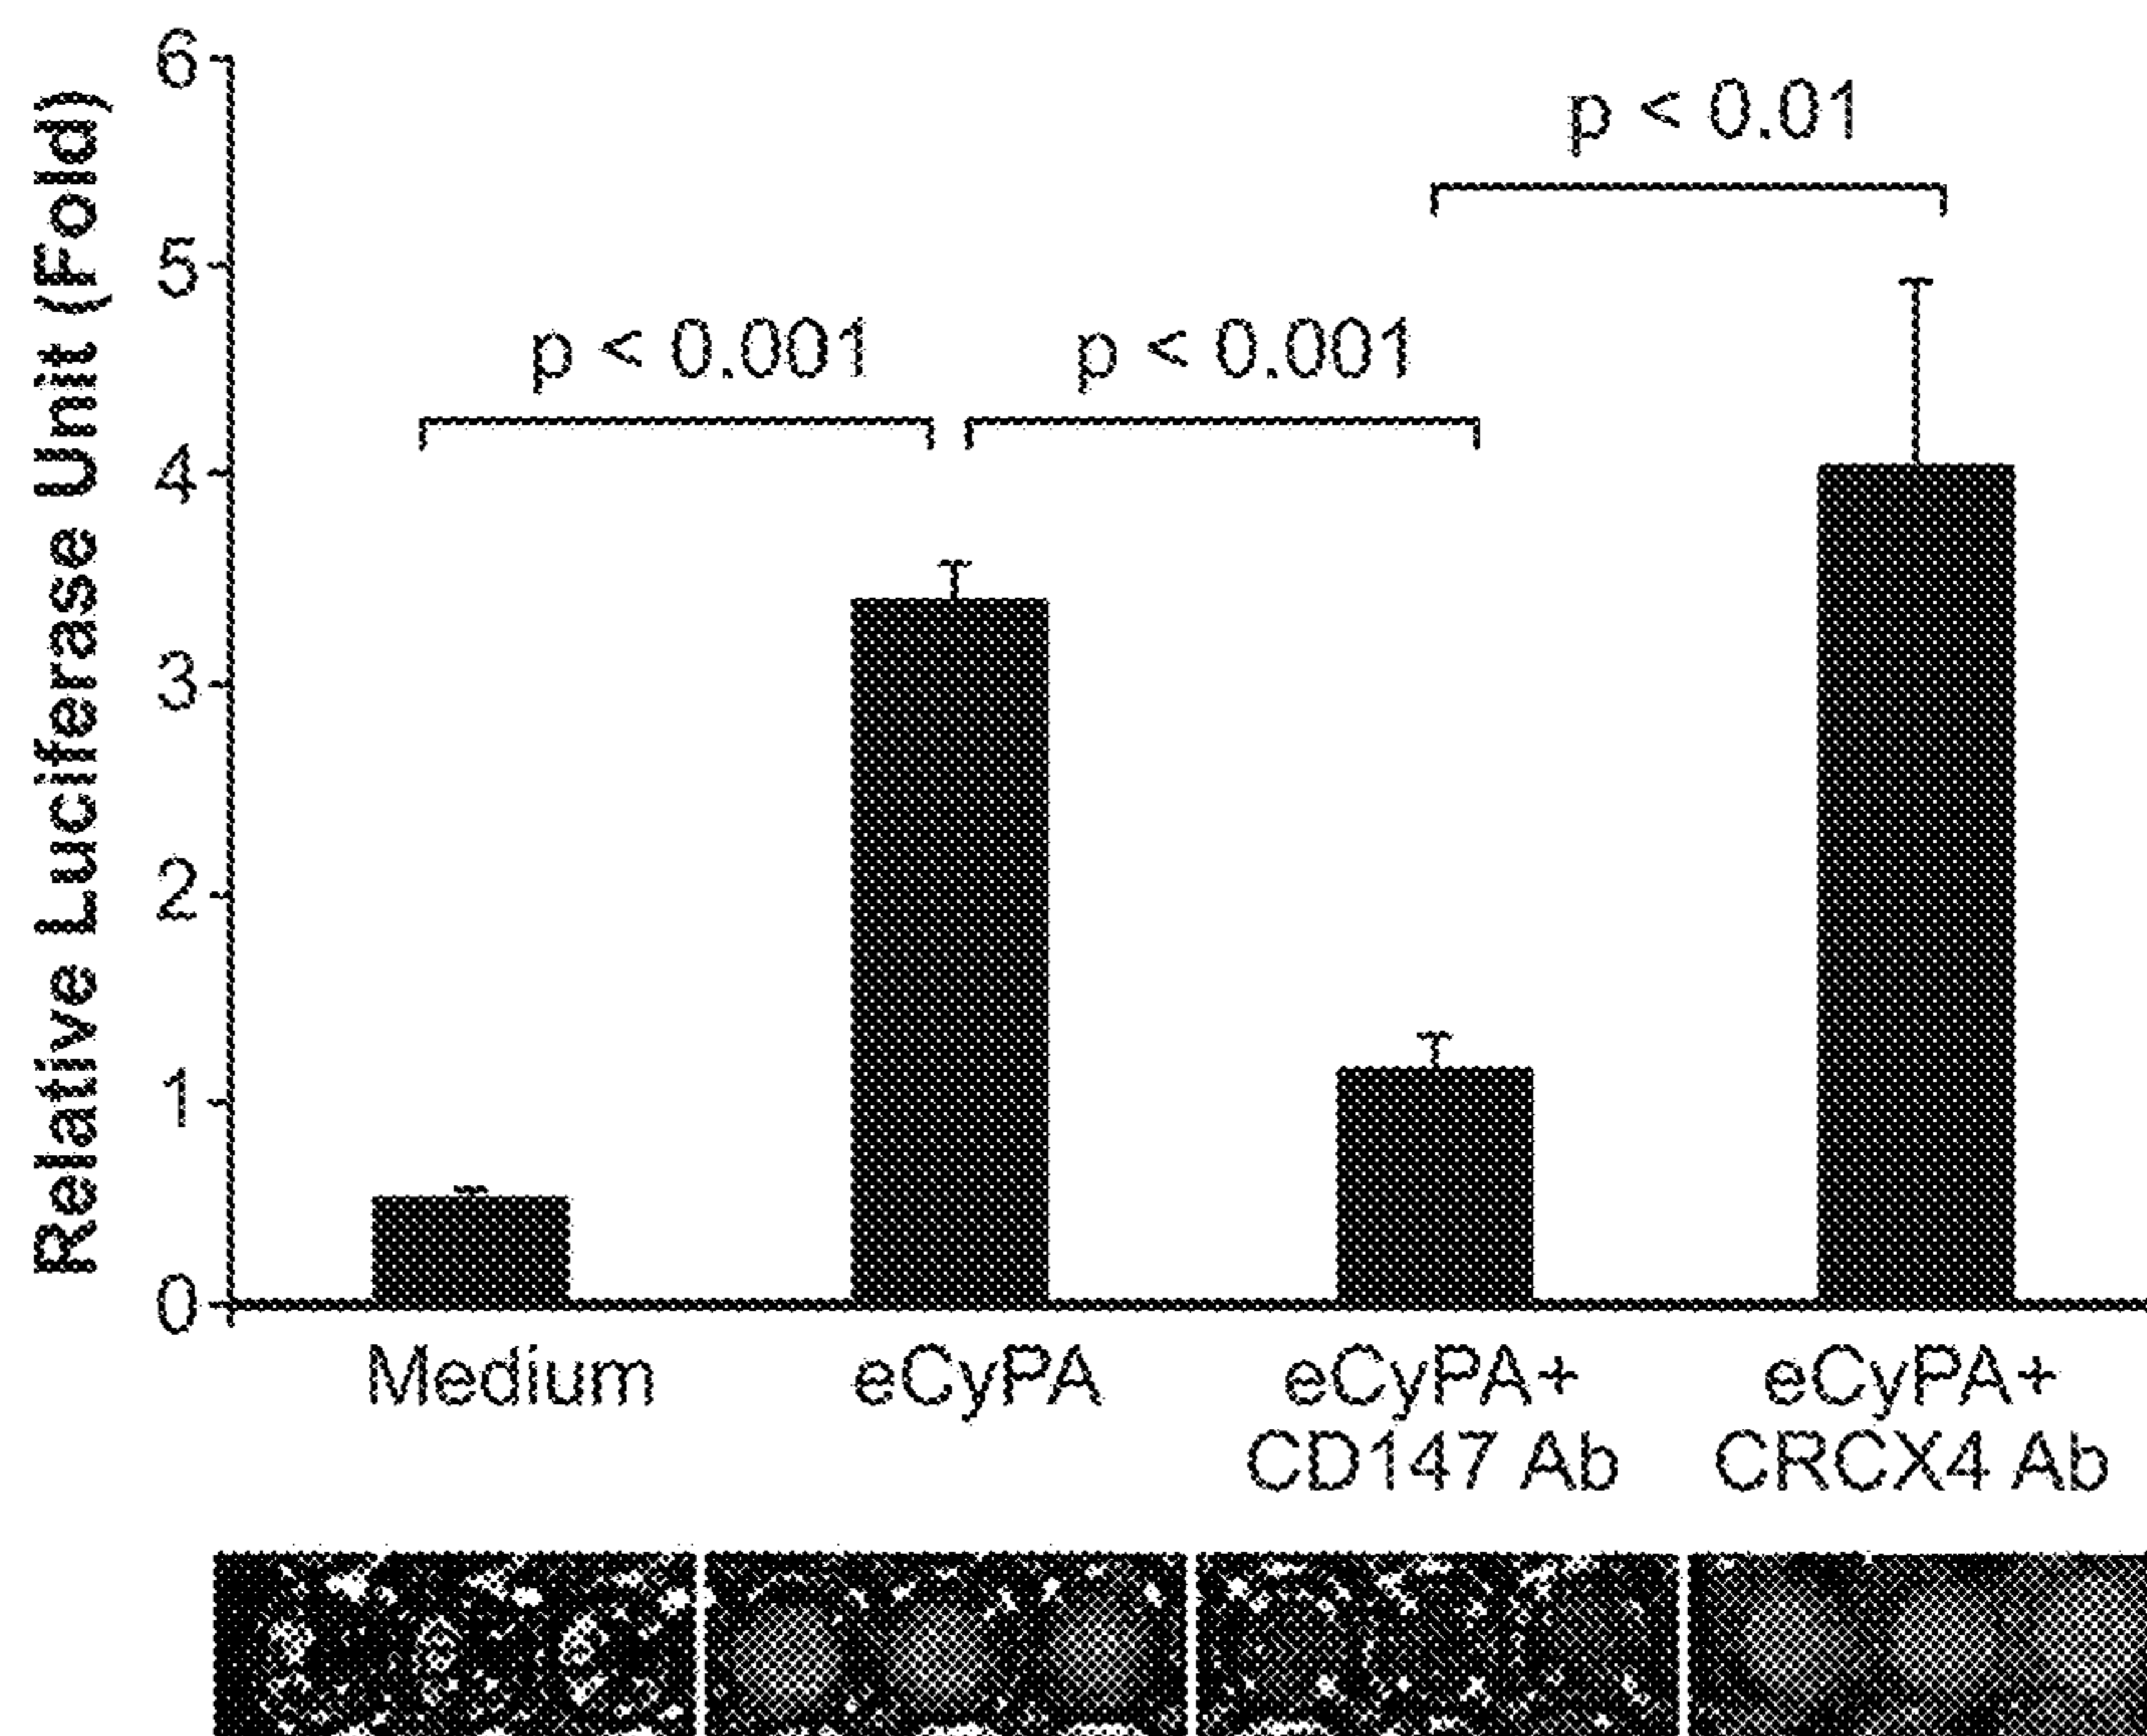 Relative Luciferase Unit (Fold)
6
5
4
3
2
1
0
p < 0.01
p < 0.001
p < 0.001
Medium
eCyPA
eCyPA+
CD147 Ab
eCyPA+
CRCX4 Ab